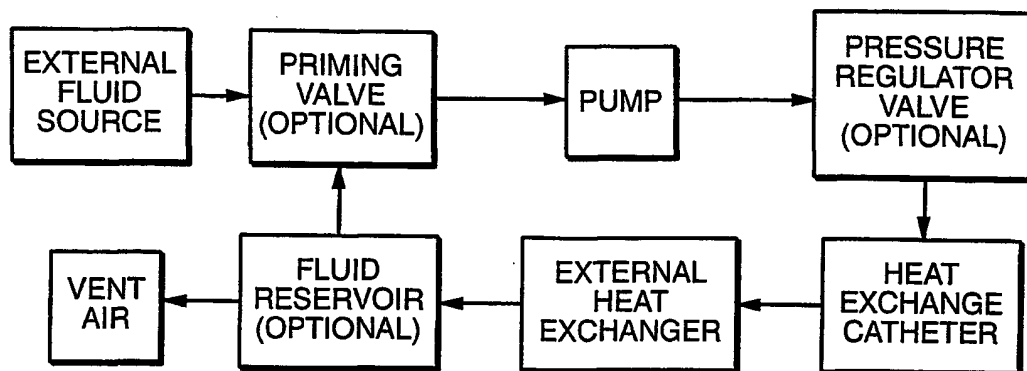 EXTERNAL
FLUID
SOURCE
PRIMING
VALVE
(OPTIONAL)
PUMP
PRESSURE
REGULATOR
VALVE
(OPTIONAL)
VENT
AIR
FLUID
RESERVOIR
(OPTIONAL)
EXTERNAL
HEAT
EXCHANGER
HEAT
EXCHANGE
CATHETER